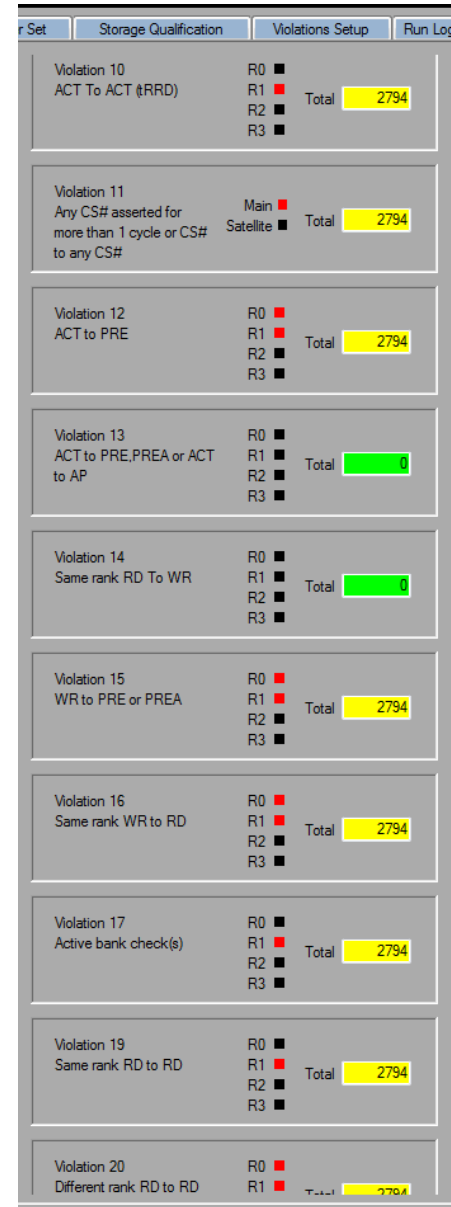 r Set Storage Qualification Violations Setup Run Log
Violation 10 R0
ACT To ACT (tRRD) R1 Total 2794
R2
R3
Violation 11
Any CS# asserted for Main
more than 1 cycle or CS# Satellite Total 2794
to any CS#
Violation 12 R0
ACT to PRE R1 Total 2794
R2
R3
Violation 13 R0
ACT to PRE,PREA or ACT R1 Total 0
to AP R2
R3
Violation 14 R0
Same rank RD To WR R1 Total 0
R2
R3
Violation 15 R0
WR to PRE or PREA R1 Total 2794
R2
R3
Violation 16 R0
Same rank WR to RD R1 Total 2794
R2
R3
Violation 17 R0
Active bank check(s) R1 Total 2794
R2
R3
Violation 19 R0
Same rank RD to RD R1 Total 2794
R2
R3
Violation 20 R0
Different rank RD to RD R1 Total 2794